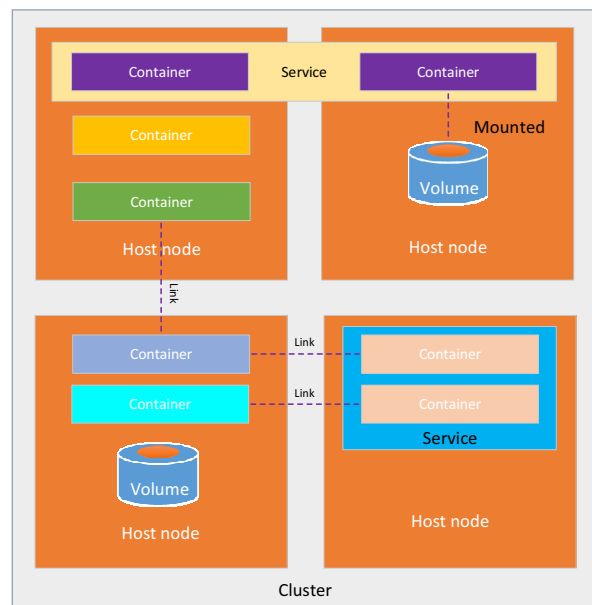 Container
Service
Container
Container
Mounted
Container
Volume
Host node
Host node
Link
Container
Link
Container
Container
Link
Container
Service
Volume
Host node
Host node
Cluster